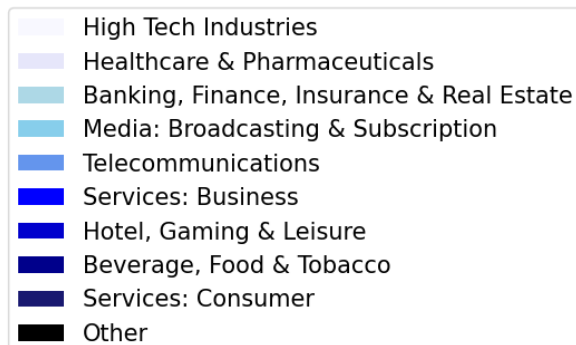 High Tech Industries
Healthcare & Pharmaceuticals
Banking, Finance, Insurance & Real Estate
Media: Broadcasting & Subscription
Telecommunications
Services: Business
Hotel, Gaming & Leisure
Beverage, Food & Tobacco
Services: Consumer
Other